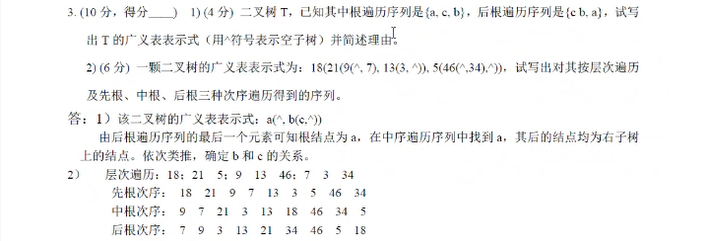 3. (10 分，得分____) 1) (4 分) 二叉树 T，已知其中根遍历序列是{a, c, b}，后根遍历序列是{c b, a}，试写
出 T 的广义表表示式（用^符号表示空子树）并简述理由。
2) (6 分) 一颗二叉树的广义表表示式为：18(21(9(^, 7), 13(3, ^)), 5(46(^,34),^))，试写出对其按层次遍历
及先根、中根、后根三种次序遍历得到的序列。
答：1）该二叉树的广义表表示式：a(^, b(c,^))
由后根遍历序列的最后一个元素可知根结点为 a，在中序遍历序列中找到 a，其后的结点均为右子树
上的结点。依次类推，确定 b 和 c 的关系。
2） 层次遍历：18；21 5；9 13 46；7 3 34
先根次序： 18 21 9 7 13 3 5 46 34
中根次序： 9 7 21 3 13 18 46 34 5
后根次序： 7 9 3 13 21 34 46 5 18